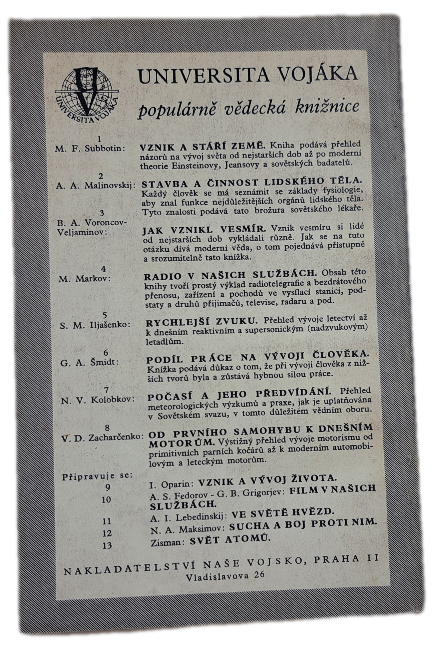 UV
UNIVERSITA VOJÁKA
UNIVERSITA VOJÁKA
populárně vědecká knižnice
1
M. F. Subbotin: VZNIK A STÁŘÍ ZEMĚ. Kniha podává přehled
názorů na vývoj světa od nejstarších dob až po moderní
theorie Einsteinovy, Jeansovy a sovětských badatelů.
2
A. A. Malinovskij: STAVBA A ČINNOST LIDSKÉHO TĚLA.
Každý člověk se má seznámit se základy fysiologie,
aby znal funkce nejdůležitějších orgánů lidského těla.
Tyto znalosti podává tato brožura sovětského lékaře.
3
B. A. Voroncov-
Veljaminov: JAK VZNIKL VESMÍR. Vznik vesmíru si lidé
od nejstarších dob vykládali různě. Jak se na tuto
otázku dívá moderní věda, o tom pojednává přístupně
a srozumitelně tato knížka.
4
M. Markov: RADIO V NAŠICH SLUŽBÁCH. Obsah této
knihy tvoří prostý výklad radiotelegrafie a bezdrátového
přenosu, zařízení a pochodů ve vysílací stanici, pod-
staty a druhů přijimačů, televise, radaru a pod.
5
S. M. Iljašenko: RYCHLEJŠÍ ZVUKU. Přehled vývoje letectví až
k dnešním reaktivním a supersonickým (nadzvukovým)
letadlům.
6
G. A. Šmidt: PODÍL PRÁCE NA VÝVOJI ČLOVĚKA.
Knížka podává důkaz o tom, že při vývoji člověka z niž-
ších tvorů byla a zůstává hybnou silou práce.
7
N. V. Kolobkov: POČASÍ A JEHO PŘEDVÍDÁNÍ. Přehled
meteorologických výzkumů a praxe, jak je uplatňována
v Sovětském svazu, v tomto důležitém vědním oboru.
8
V. D. Zacharčenko: OD PRVNÍHO SAMOHYBU K DNEŠNÍM
MOTORŮM. Výstižný přehled vývoje motorismu od
primitivních parních kočárů až k moderním automobi-
lovým a leteckým motorům.
Připravuje se:
9 I. Oparin: VZNIK A VÝVOJ ŽIVOTA.
10 A. S. Fedorov - G. B. Grigorjev: FILM V NAŠICH
SLUŽBÁCH.
11 A. I. Lebedinskij: VE SVĚTĚ HVĚZD.
12 N. A. Maksimov: SUCHA A BOJ PROTI NIM.
13 Zisman: SVĚT ATOMŮ.
NAKLADATELSTVÍ NAŠE VOJSKO, PRAHA II
Vladislavova 26